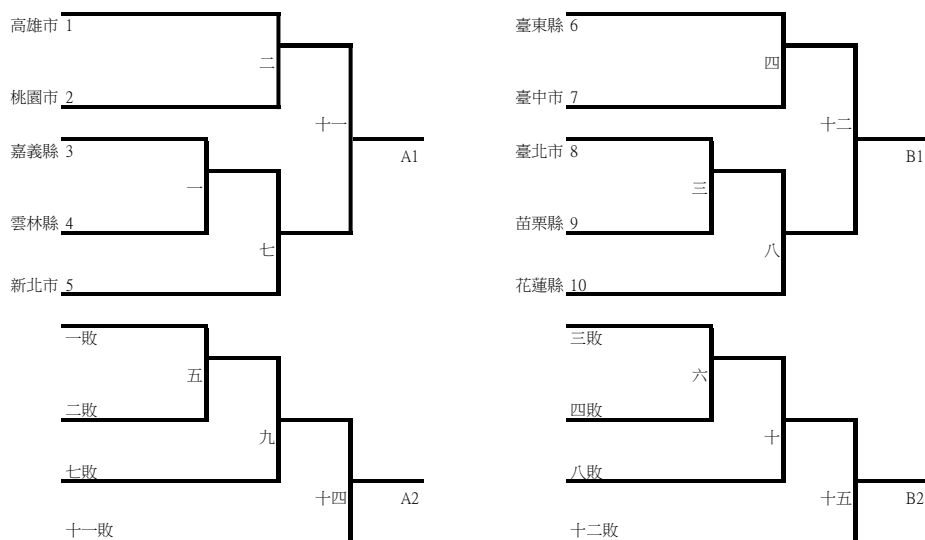 高雄市 1
二
桃園市 2
十一
嘉義縣 3
A1
一
雲林縣 4
七
新北市 5
一敗
五
二敗
九
七敗
十四
A2
十一敗
臺東縣 6
四
臺中市 7
十二
臺北市 8
B1
三
苗栗縣 9
八
花蓮縣 10
三敗
六
四敗
十
八敗
十五
B2
十二敗